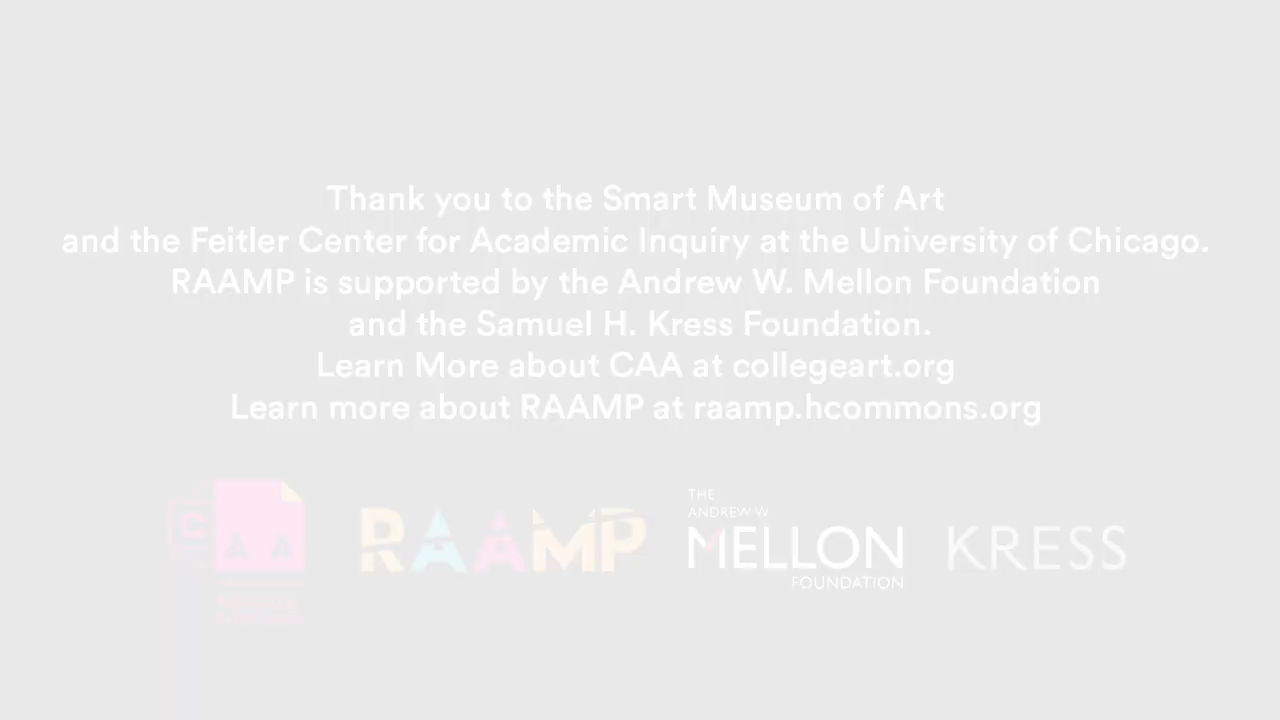 Thank you to the Smart Museum of Art
and the Feitler Center for Academic Inquiry at the University of Chicago.
RAAMP is supported by the Andrew W. Mellon Foundation
and the Samuel H. Kress Foundation.
Learn More about CAA at collegeart.org
Learn more about RAAMP at raamp.hcommons.org
C A A
RAAMP
THE
ANDREW W
MELLON
FOUNDATION
KRESS